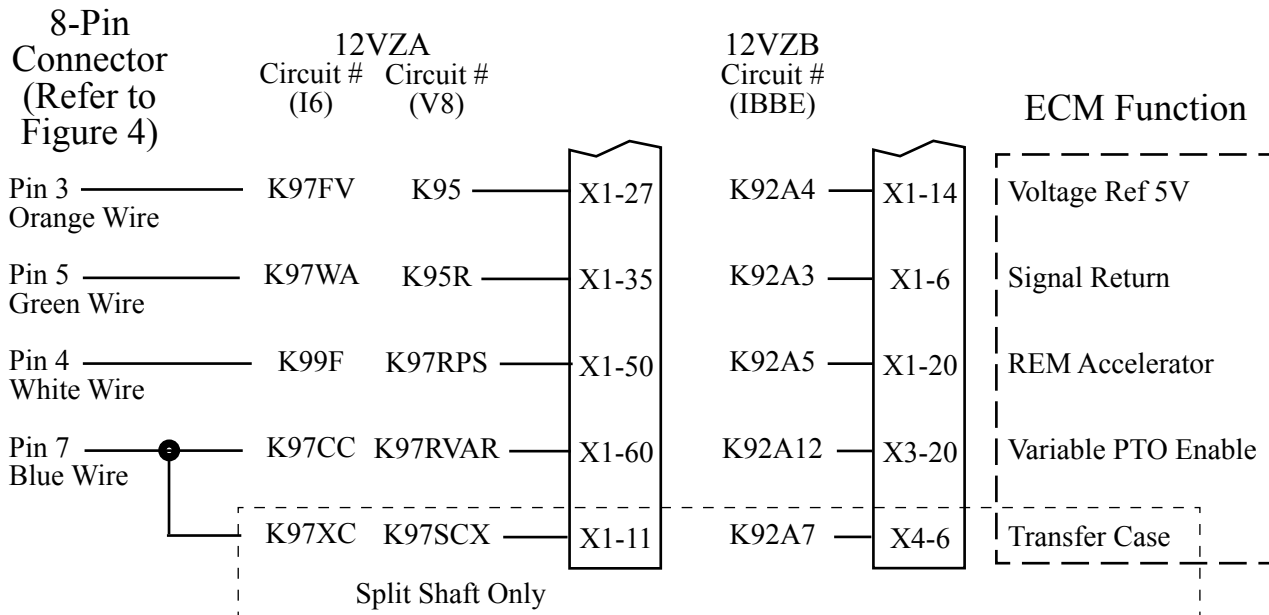 8-Pin
Connector
(Refer to
Figure 4)
12VZA
Circuit # Circuit #
(I6) (V8)
12VZB
Circuit #
(IBBE)
ECM Function
Pin 3 K97FV K95 X1-27 K92A4 X1-14 Voltage Ref 5V
Orange Wire
Pin 5 K97WA K95R X1-35 K92A3 X1-6 Signal Return
Green Wire
Pin 4 K99F K97RPS X1-50 K92A5 X1-20 REM Accelerator
White Wire
Pin 7 K97CC K97RVAR X1-60 K92A12 X3-20 Variable PTO Enable
Blue Wire
K97XC K97SCX X1-11 K92A7 X4-6 Transfer Case
Split Shaft Only